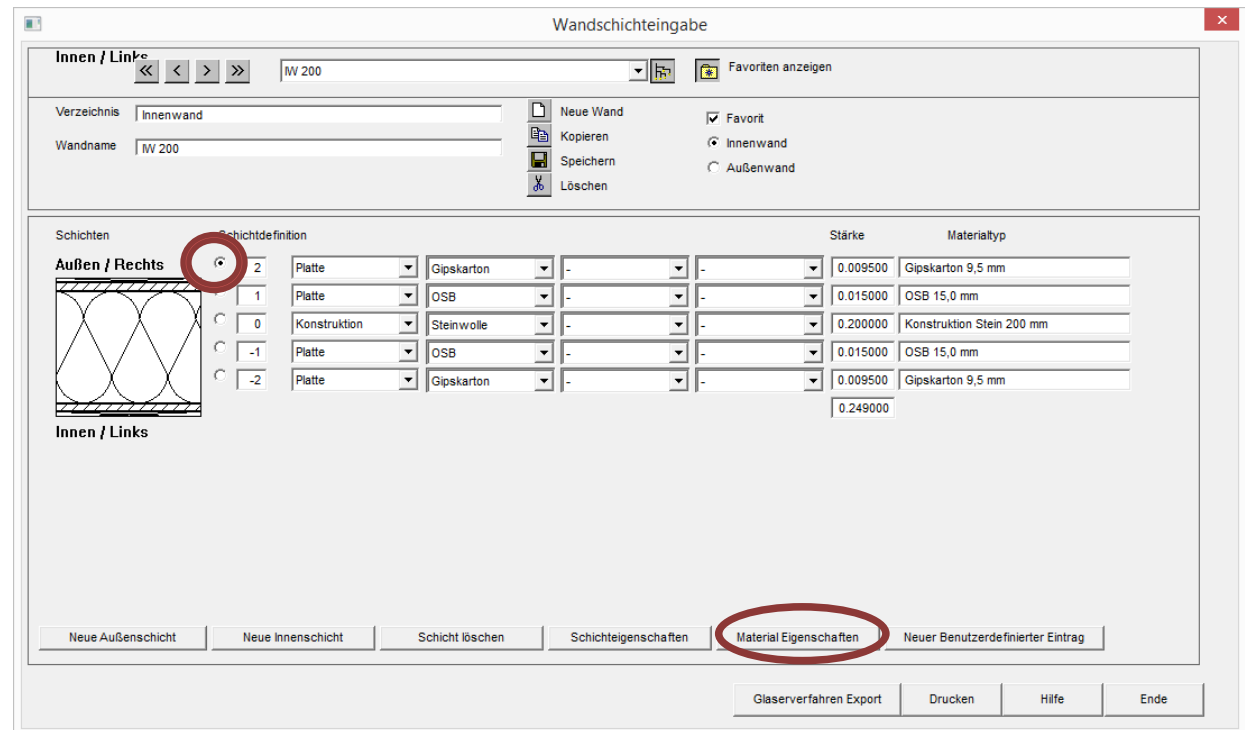 Wandschichteingabe
Innen / Links
<< < > >> IW 200 Favoriten anzeigen
Verzeichnis Innenwand Neue Wand Favorit
Kopieren Innenwand
Wandname IW 200 Speichern Außenwand
Löschen
Schichten Schichtdefinition Stärke Materialtyp
Außen / Rechts 2 Platte Gipskarton - - 0.009500 Gipskarton 9,5 mm
1 Platte OSB - - 0.015000 OSB 15,0 mm
0 Konstruktion Steinwolle - - 0.200000 Konstruktion Stein 200 mm
-1 Platte OSB - - 0.015000 OSB 15,0 mm
-2 Platte Gipskarton - - 0.009500 Gipskarton 9,5 mm
0.249000
Innen / Links
Neue Außenschicht Neue Innenschicht Schicht löschen Schichteigenschaften Material Eigenschaften Neuer Benutzerdefinierter Eintrag
Glaserverfahren Export Drucken Hilfe Ende